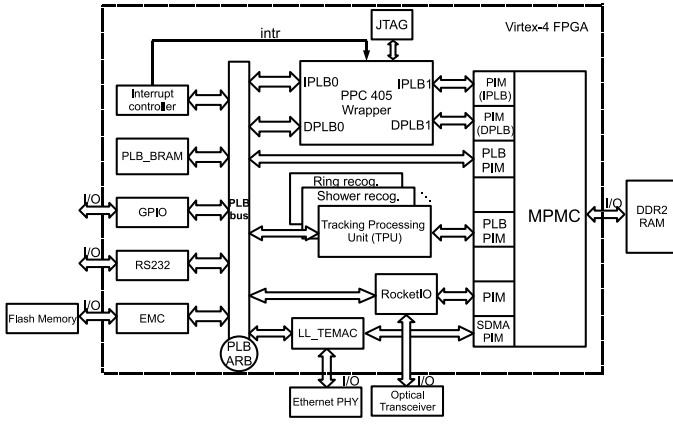 JTAG
Virtex-4 FPGA
intr
Interrupt
controller
IPLB0
PPC 405
Wrapper
IPLB1
DPLB0
DPLB1
PIM
(IPLB)
PIM
(DPLB)
PLB_BRAM
PLB
PIM
Ring recog.
Shower recog.
Tracking Processing
Unit (TPU)
I/O
GPIO
PLB
bus
PLB
PIM
MPMC
I/O
DDR2
RAM
I/O
RS232
RocketIO
PIM
I/O
Flash Memory
EMC
LL_TEMAC
SDMA
PIM
PLB
ARB
I/O
I/O
Ethernet PHY
Optical
Transceiver